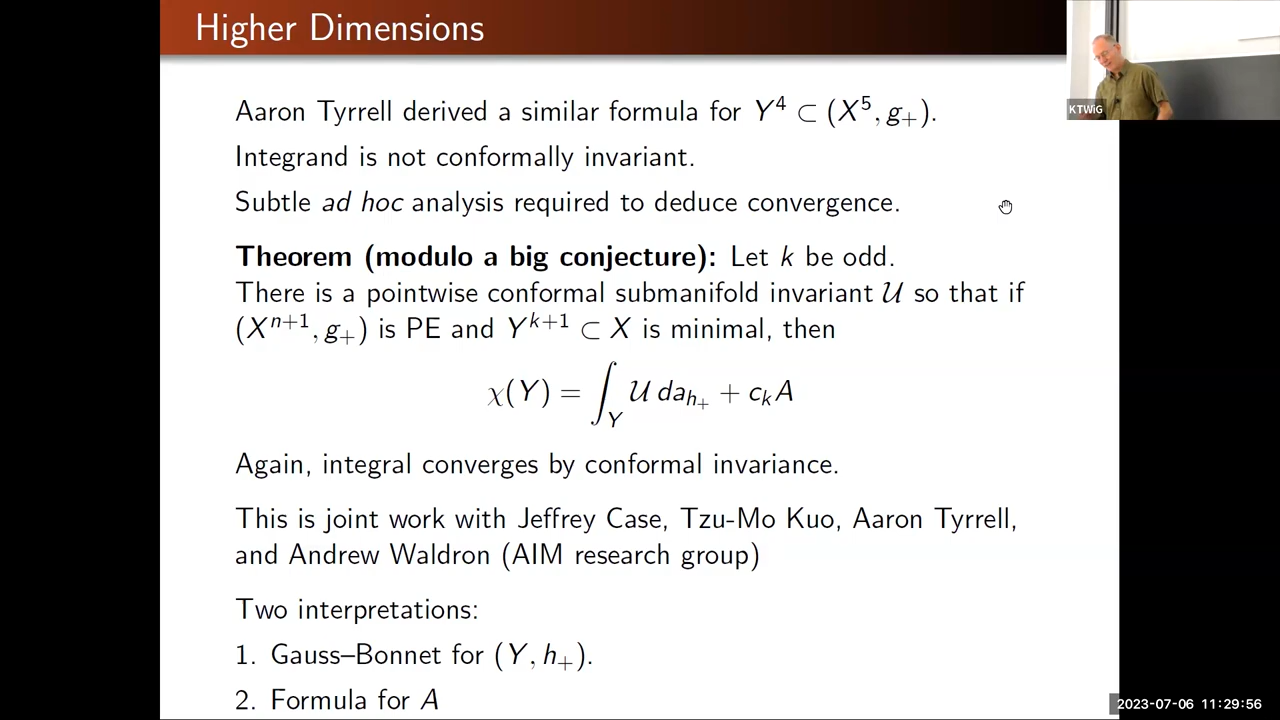 Higher Dimensions
KTWiG
Aaron Tyrrell derived a similar formula for Y⁴ ⊂ (X⁵, g₊).
Integrand is not conformally invariant.
Subtle ad hoc analysis required to deduce convergence.
Theorem (modulo a big conjecture): Let k be odd.
There is a pointwise conformal submanifold invariant 𝒰 so that if
(Xⁿ⁺¹, g₊) is PE and Yᵏ⁺¹ ⊂ X is minimal, then
χ(Y) = ∫_Y 𝒰 da_{h₊} + c_k A
Again, integral converges by conformal invariance.
This is joint work with Jeffrey Case, Tzu-Mo Kuo, Aaron Tyrrell,
and Andrew Waldron (AIM research group)
Two interpretations:
1. Gauss–Bonnet for (Y, h₊).
2. Formula for A
2023-07-06 11:29:56